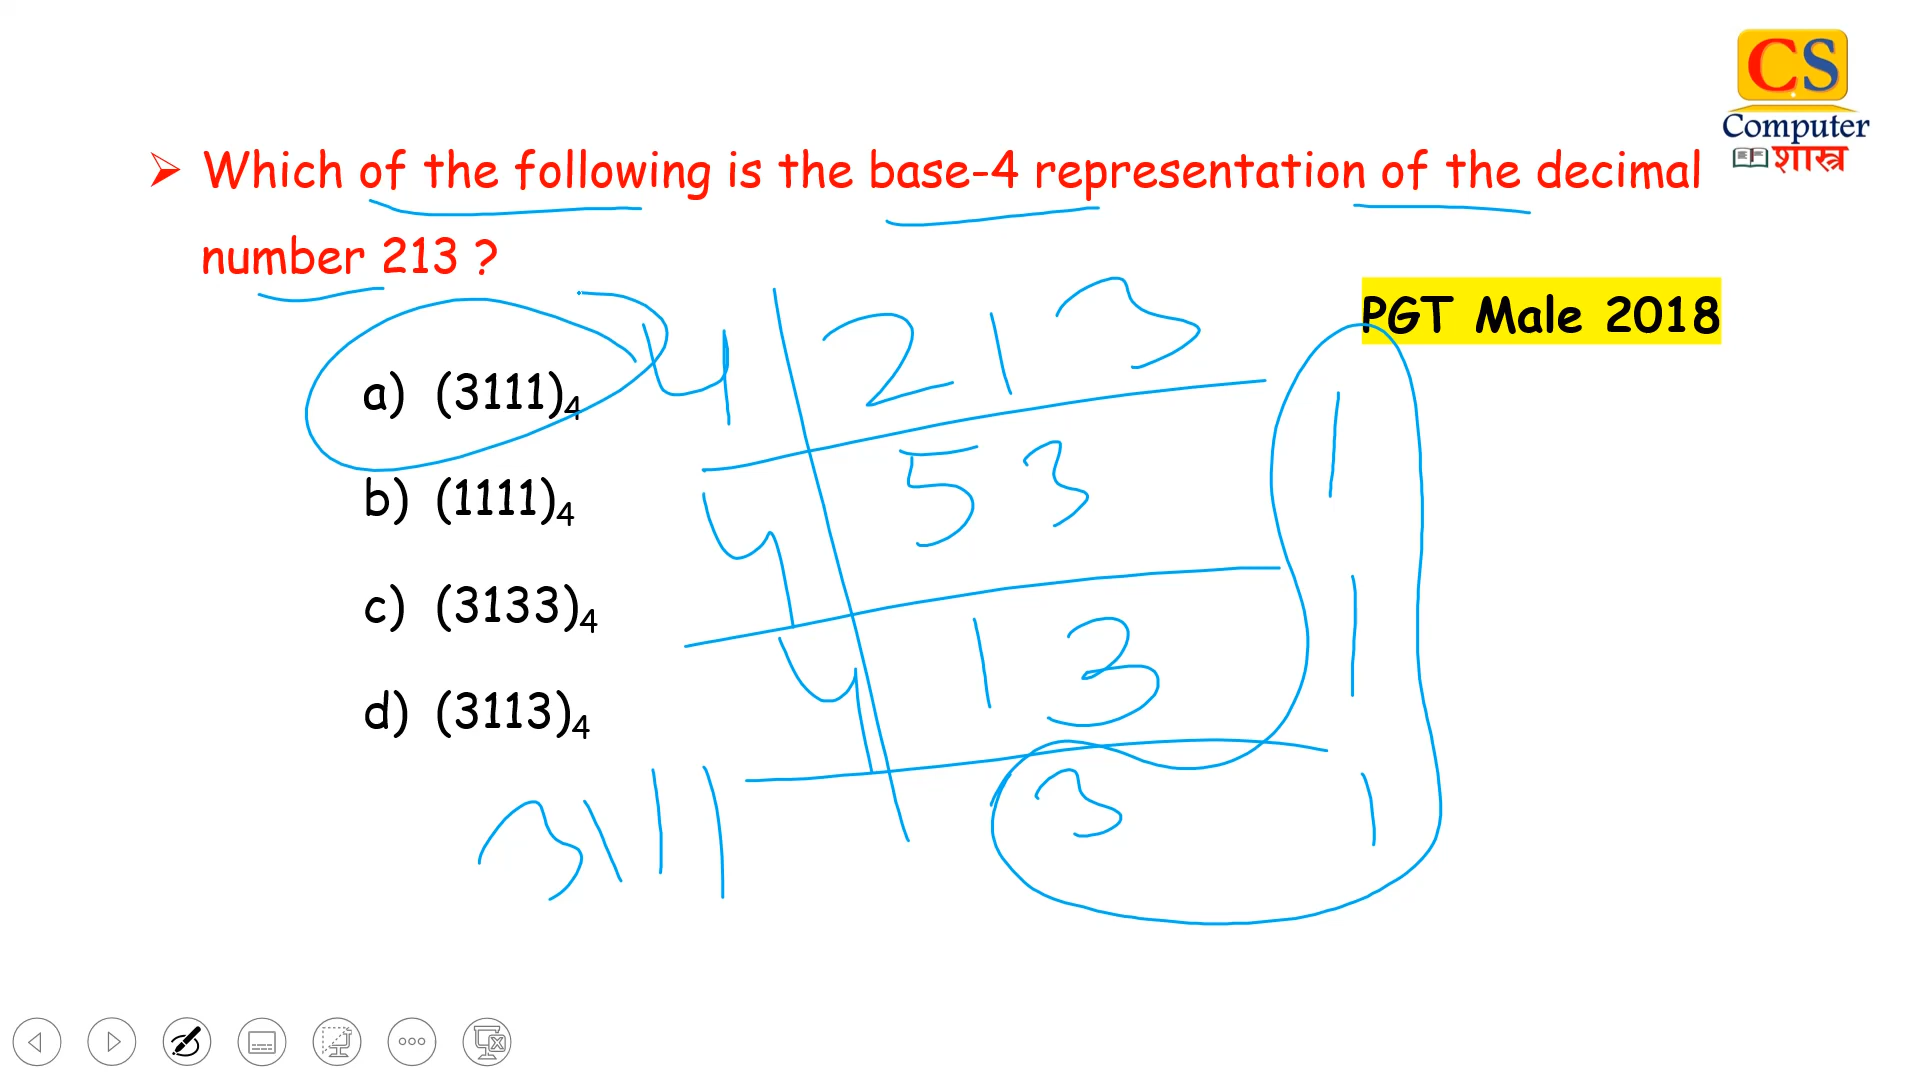 CS
Computer
शास्त्र
➢ Which of the following is the base-4 representation of the decimal
number 213 ?
PGT Male 2018
a) (3111)₄
b) (1111)₄
c) (3133)₄
d) (3113)₄
4 213
4 53 1
4 13 1
3 1
3111